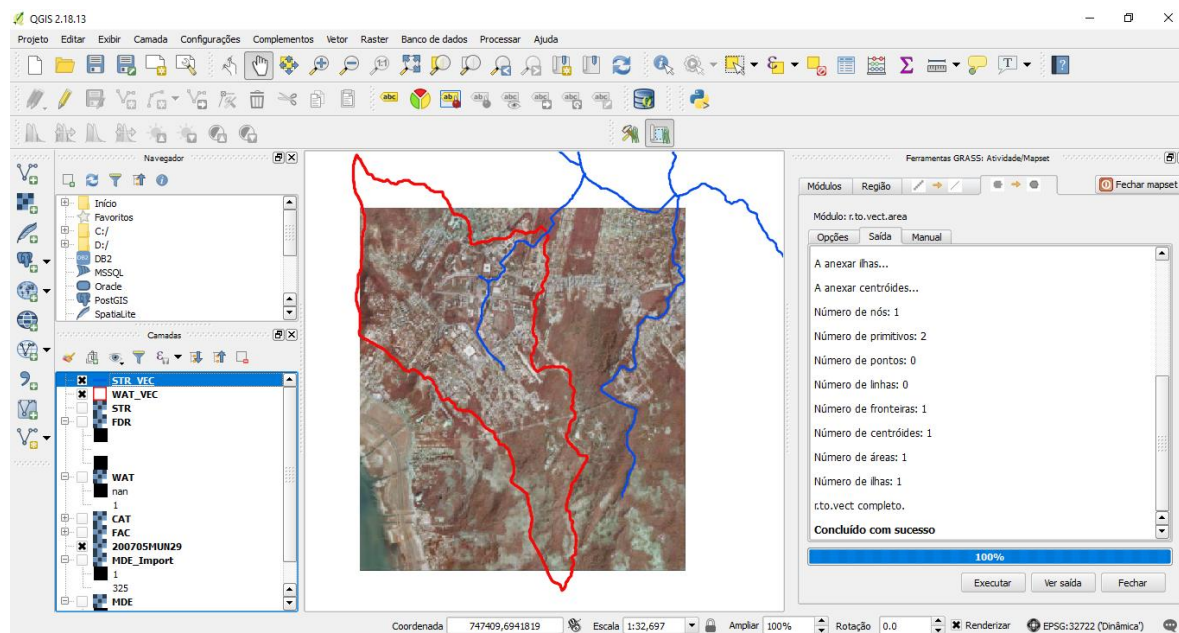 QGIS 2.18.13
Projeto Editar Exibir Camada Configurações Complementos Vetor Raster Banco de dados Processar Ajuda
Navegador
Início
Favoritos
C:/
D:/
DB2
MSSQL
Oracle
PostGIS
SpatiaLite
Camadas
STR_VEC
WAT_VEC
STR
FDR
WAT
nan
1
CAT
FAC
200705MUN29
MDE_Import
1
325
MDE
Ferramentas GRASS: Atividade/Mapset
Módulos Região Fechar mapset
Módulo: r.to.vect.area
Opções Saída Manual
A anexar ilhas...
A anexar centróides...
Número de nós: 1
Número de primitivos: 2
Número de pontos: 0
Número de linhas: 0
Número de fronteiras: 1
Número de centróides: 1
Número de áreas: 1
Número de ilhas: 1
r.to.vect completo.
Concluído com sucesso
100%
Executar Ver saída Fechar
Coordenada 747409,6941819 Escala 1:32,697 Ampliar 100% Rotação 0.0 Renderizar EPSG:32722 ('Dinâmica')